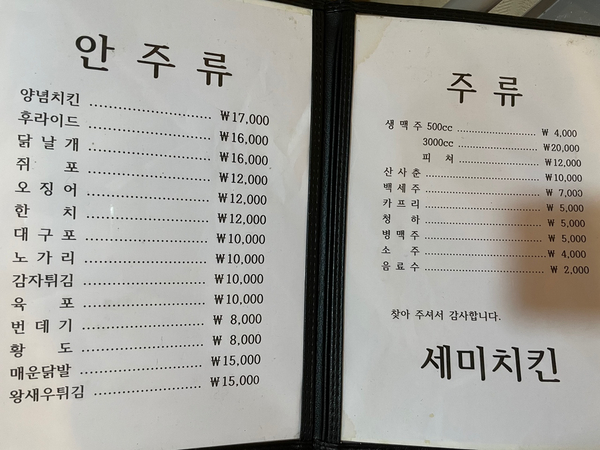 안 주 류
양념치킨 ........................ ₩17,000
후라이드 ........................ ₩16,000
닭 날 개 ........................ ₩16,000
쥐 포 ........................ ₩12,000
오 징 어 ........................ ₩12,000
한 치 ........................ ₩12,000
대 구 포 ........................ ₩10,000
노 가 리 ........................ ₩10,000
감자튀김 ........................ ₩10,000
육 포 ........................ ₩10,000
번 데 기 ........................ ₩ 8,000
황 도 ........................ ₩ 8,000
매운닭발 ........................ ₩15,000
왕새우튀김 ........................ ₩15,000
주 류
생 맥 주 500cc ........................ ₩ 4,000
3000cc ........................ ₩20,000
피 쳐 ........................ ₩12,000
산 사 춘 ........................ ₩10,000
백 세 주 ........................ ₩ 7,000
카 프 리 ........................ ₩ 5,000
청 하 ........................ ₩ 5,000
병 맥 주 ........................ ₩ 5,000
소 주 ........................ ₩ 4,000
음 료 수 ........................ ₩ 2,000
찾아 주셔서 감사합니다.
세미치킨